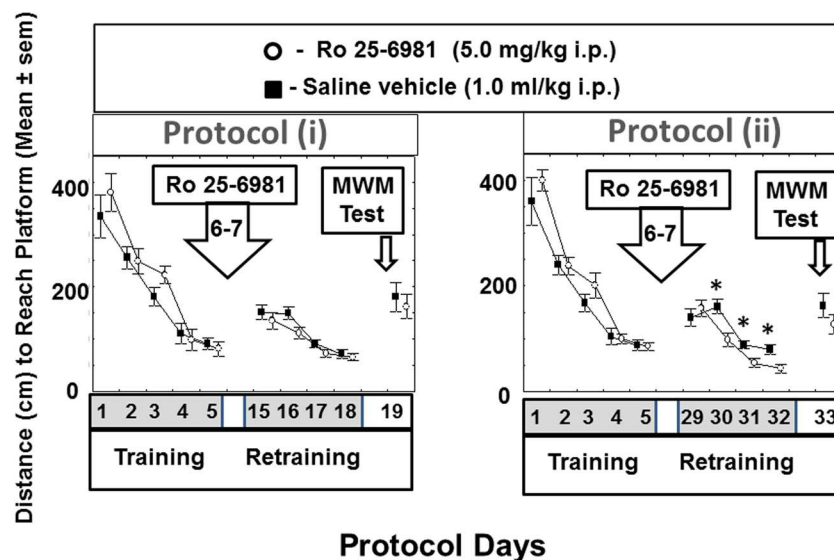 ○ - Ro 25-6981 (5.0 mg/kg i.p.)
■ - Saline vehicle (1.0 ml/kg i.p.)
Distance (cm) to Reach Platform (Mean ± sem)
Protocol (i)
400
200
0
Ro 25-6981
6-7
MWM
Test
1 2 3 4 5 15 16 17 18 19
Training Retraining
Protocol (ii)
400
200
0
Ro 25-6981
6-7
MWM
Test
* * *
1 2 3 4 5 29 30 31 32 33
Training Retraining
Protocol Days